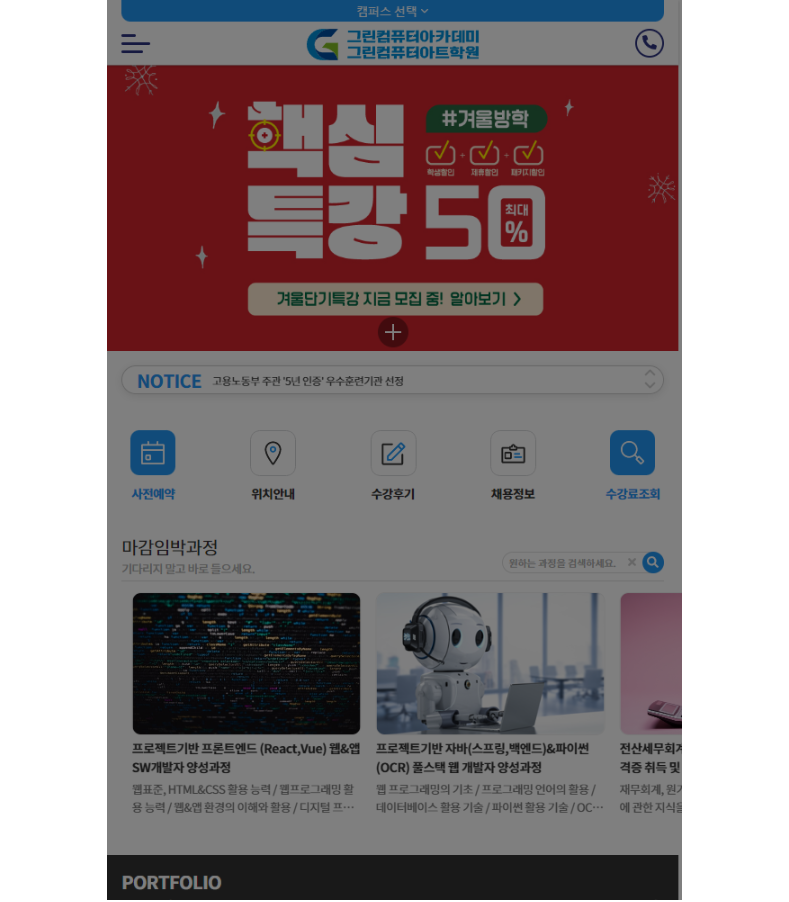 캠퍼스 선택
그린컴퓨터아카데미
그린컴퓨터아트학원
핵심
#겨울방학
학생할인 + 제휴할인 + 패키지할인
특강 50
최대
%
겨울단기특강 지금 모집 중! 알아보기 >
NOTICE 고용노동부 주관 '5년 인증' 우수훈련기관 선정
사전예약 위치안내 수강후기 채용정보 수강료조회
마감임박과정
기다리지 말고 바로 들으세요.
원하는 과정을 검색하세요.
프로젝트기반 프론트엔드 (React,Vue) 웹&앱
SW개발자 양성과정
웹표준, HTML&CSS 활용 능력 / 웹프로그래밍 활
용 능력 / 웹&앱 환경의 이해와 활용 / 디지털 프…
프로젝트기반 자바(스프링,백엔드)&파이썬
(OCR) 풀스택 웹 개발자 양성과정
웹 프로그래밍의 기초 / 프로그래밍 언어의 활용 /
데이터베이스 활용 기술 / 파이썬 활용 기술 / OC…
전산세무회계
격증 취득 및
재무회계, 원가
에 관한 지식을
PORTFOLIO